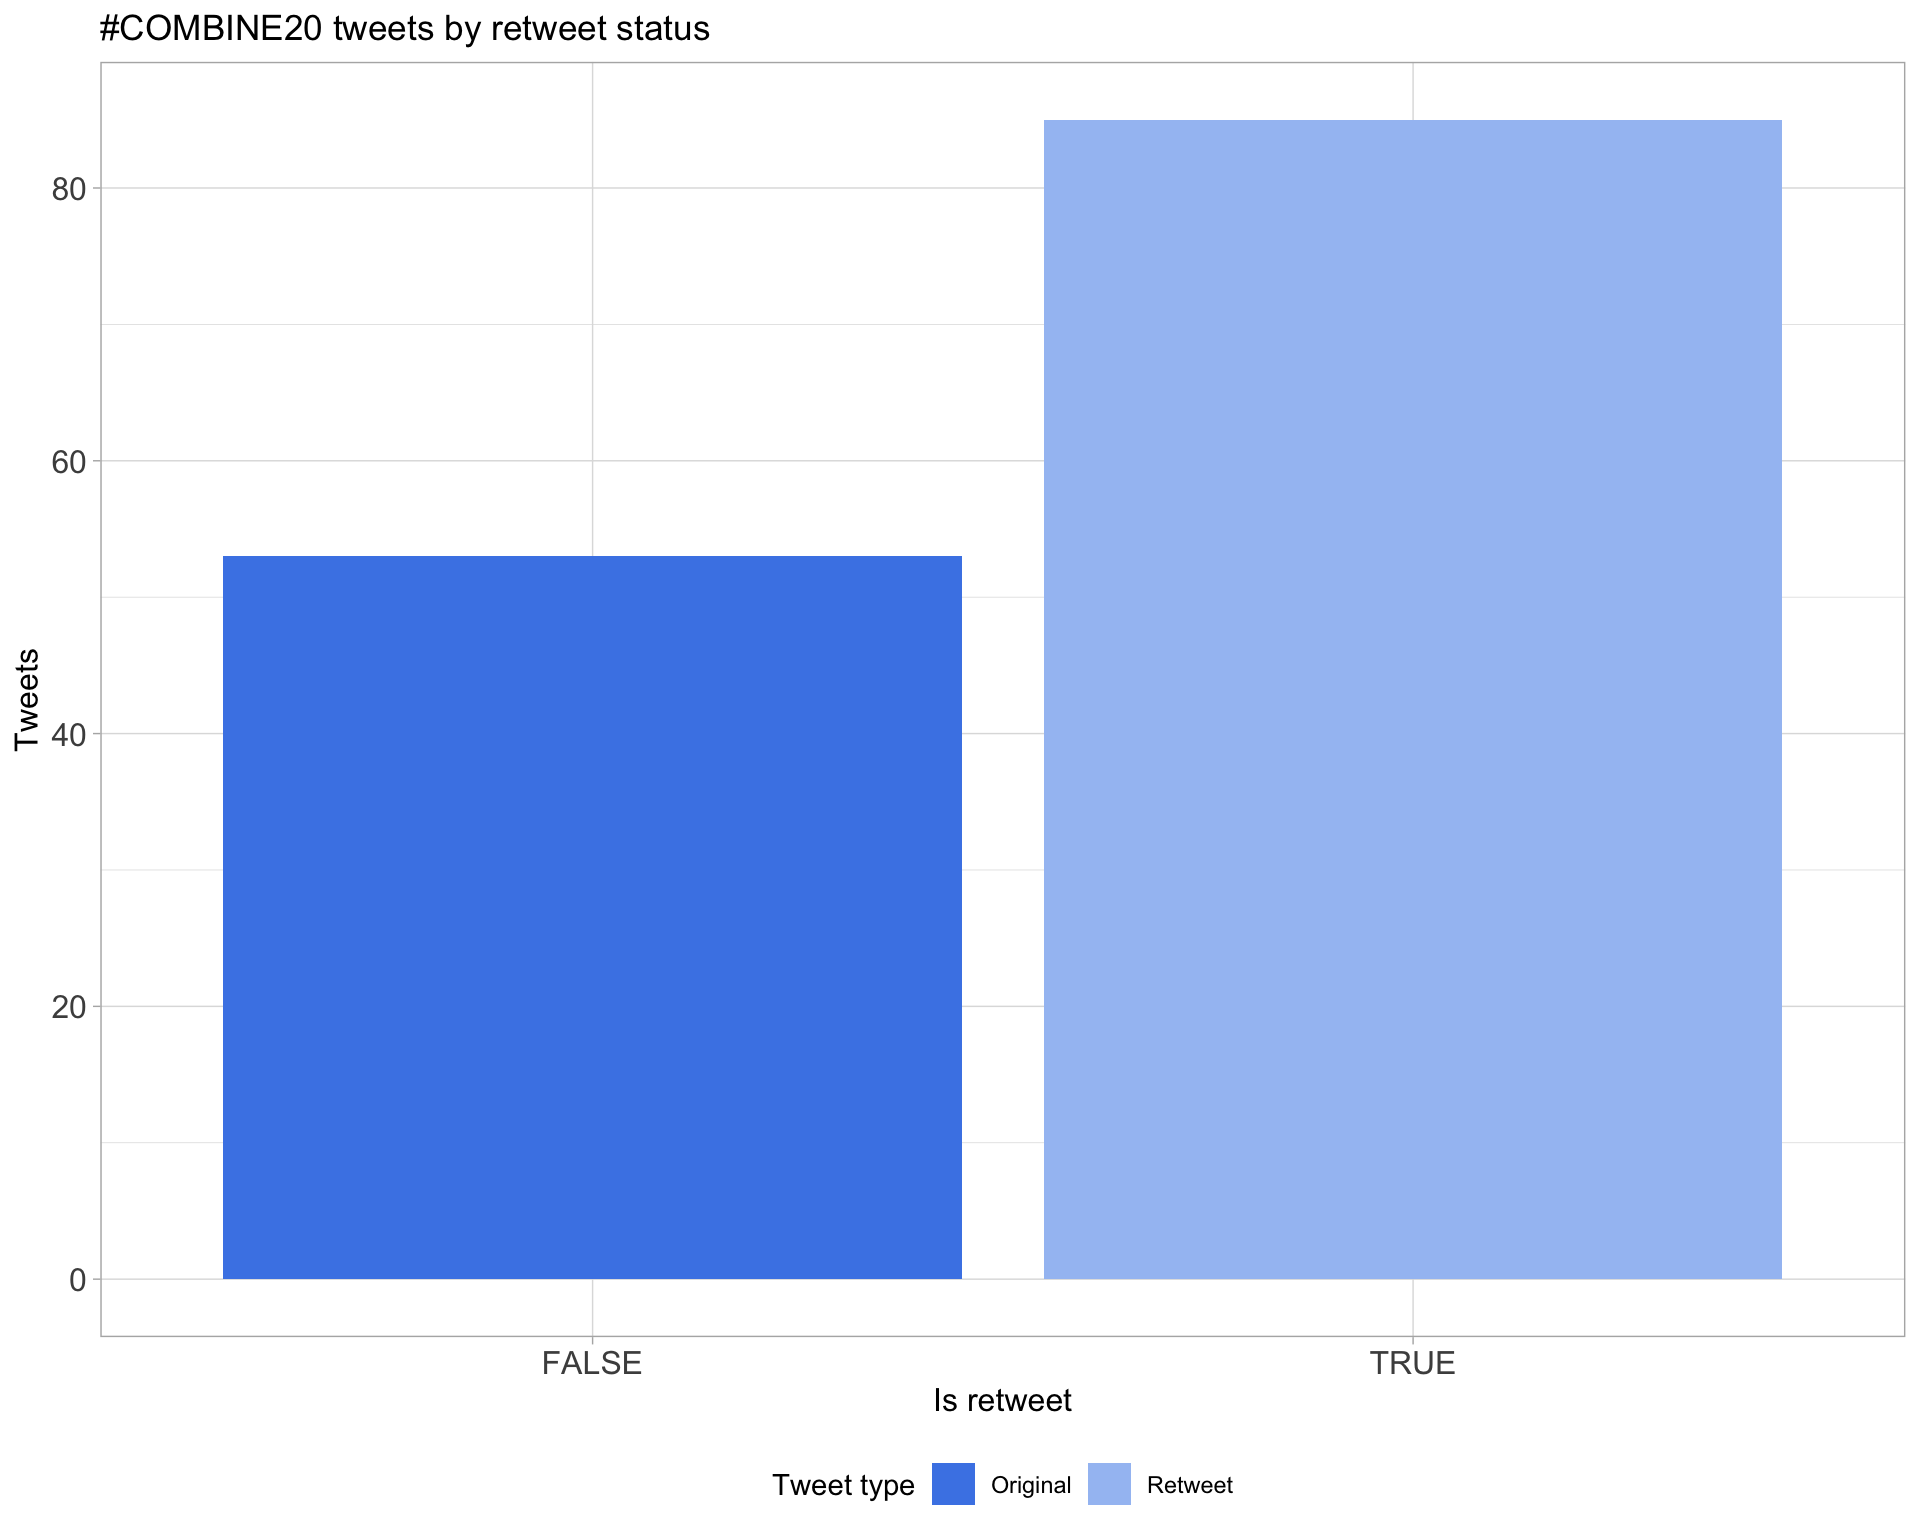 #COMBINE20 tweets by retweet status
80
60
40
20
0
Tweets
FALSE TRUE
Is retweet
Tweet type Original Retweet